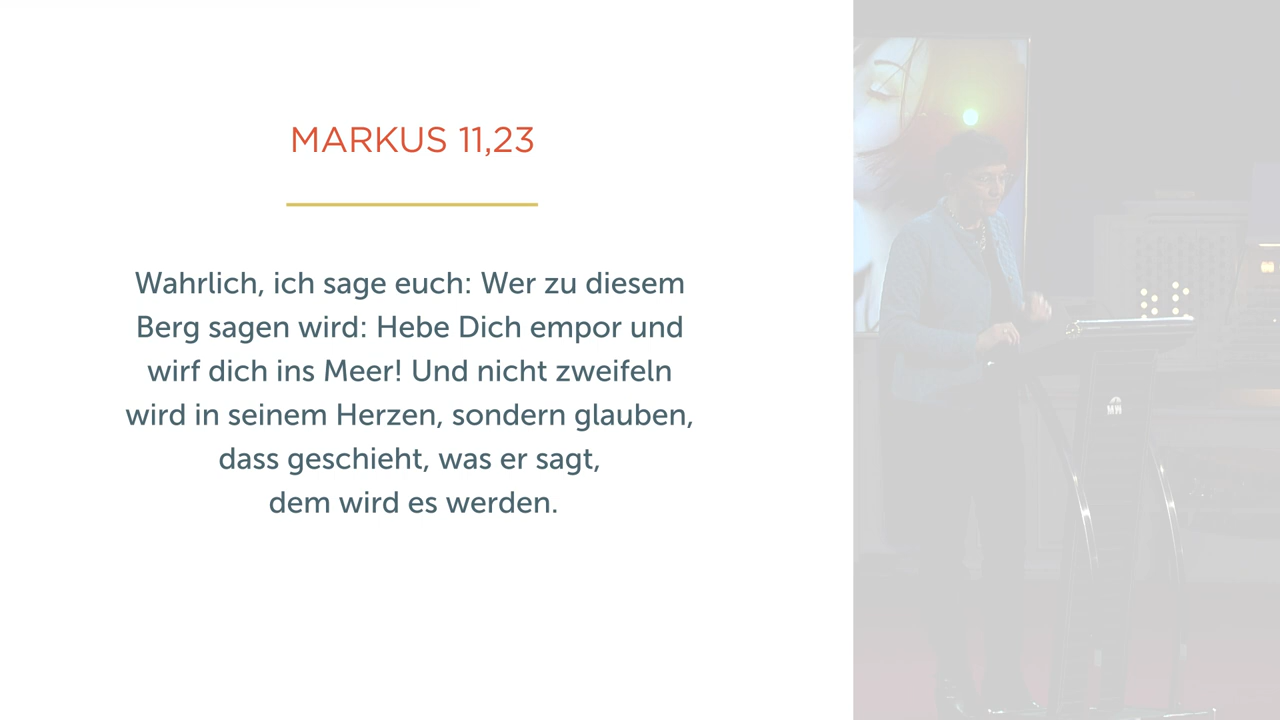 MARKUS 11,23
Wahrlich, ich sage euch: Wer zu diesem
Berg sagen wird: Hebe Dich empor und
wirf dich ins Meer! Und nicht zweifeln
wird in seinem Herzen, sondern glauben,
dass geschieht, was er sagt,
dem wird es werden.